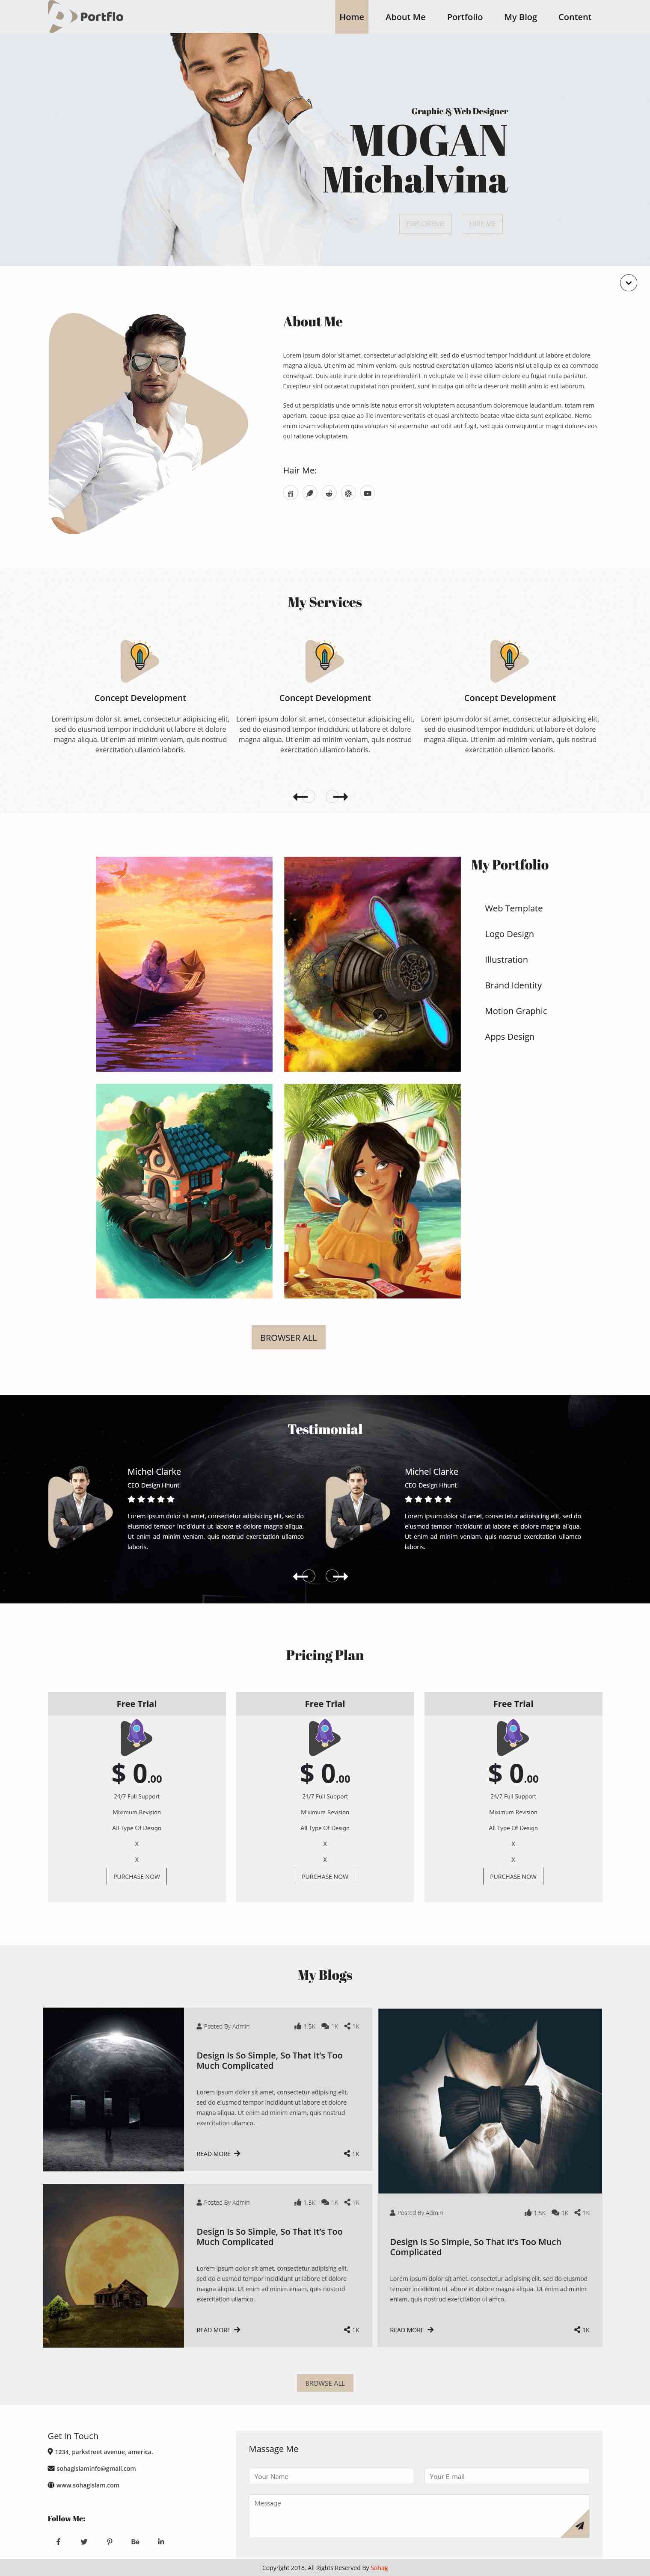 Portflo
Home About Me Portfolio My Blog Content
Graphic & Web Designer
MOGAN
Michalvina
EXPLOREME HIRE ME
About Me
Lorem ipsum dolor sit amet, consectetur adipisicing elit, sed do eiusmod tempor incididunt ut labore et dolore
magna aliqua. Ut enim ad minim veniam, quis nostrud exercitation ullamco laboris nisi ut aliquip ex ea commodo
consequat. Duis aute irure dolor in reprehenderit in voluptate velit esse cillum dolore eu fugiat nulla pariatur.
Excepteur sint occaecat cupidatat non proident, sunt in culpa qui officia deserunt mollit anim id est laborum.
Sed ut perspiciatis unde omnis iste natus error sit voluptatem accusantium doloremque laudantium, totam rem
aperiam, eaque ipsa quae ab illo inventore veritatis et quasi architecto beatae vitae dicta sunt explicabo. Nemo
enim ipsam voluptatem quia voluptas sit aspernatur aut odit aut fugit, sed quia consequuntur magni dolores eos
qui ratione voluptatem.
Hair Me:
My Services
Concept Development Concept Development Concept Development
Lorem ipsum dolor sit amet, consectetur adipisicing elit, Lorem ipsum dolor sit amet, consectetur adipisicing elit, Lorem ipsum dolor sit amet, consectetur adipisicing elit,
sed do eiusmod tempor incididunt ut labore et dolore sed do eiusmod tempor incididunt ut labore et dolore sed do eiusmod tempor incididunt ut labore et dolore
magna aliqua. Ut enim ad minim veniam, quis nostrud magna aliqua. Ut enim ad minim veniam, quis nostrud magna aliqua. Ut enim ad minim veniam, quis nostrud
exercitation ullamco laboris. exercitation ullamco laboris. exercitation ullamco laboris.
My Portfolio
Web Template
Logo Design
Illustration
Brand Identity
Motion Graphic
Apps Design
BROWSER ALL
Testimonial
Michel Clarke
CEO-Design Hhunt
Lorem ipsum dolor sit amet, consectetur adipisicing elit, sed do
eiusmod tempor incididunt ut labore et dolore magna aliqua.
Ut enim ad minim veniam, quis nostrud exercitation ullamco
laboris.
Michel Clarke
CEO-Design Hhunt
Lorem ipsum dolor sit amet, consectetur adipisicing elit, sed do
eiusmod tempor incididunt ut labore et dolore magna aliqua.
Ut enim ad minim veniam, quis nostrud exercitation ullamco
laboris.
Pricing Plan
Free Trial Free Trial Free Trial
$ 0.00 $ 0.00 $ 0.00
24/7 Full Support 24/7 Full Support 24/7 Full Support
Miximum Revision Miximum Revision Miximum Revision
All Type Of Design All Type Of Design All Type Of Design
X X X
X X X
PURCHASE NOW PURCHASE NOW PURCHASE NOW
My Blogs
Posted By Admin 1.5K 1K 1K
Design Is So Simple, So That It's Too
Much Complicated
Lorem ipsum dolor sit amet, consectetur adipising elit,
sed do eiusmod tempor incididunt ut labore et dolore
magna aliqua. Ut enim ad minim eniam, quis nostrud
exercitation ullamco.
READ MORE 1K
Posted By Admin 1.5K 1K 1K
Design Is So Simple, So That It's Too
Much Complicated
Lorem ipsum dolor sit amet, consectetur adipising elit,
sed do eiusmod tempor incididunt ut labore et dolore
magna aliqua. Ut enim ad minim eniam, quis nostrud
exercitation ullamco.
READ MORE 1K
Posted By Admin 1.5K 1K 1K
Design Is So Simple, So That It's Too Much
Complicated
Lorem ipsum dolor sit amet, consectetur adipising elit, sed do eiusmod
tempor incididunt ut labore et dolore magna aliqua. Ut enim ad minim
eniam, quis nostrud exercitation ullamco.
READ MORE 1K
BROWSE ALL
Get In Touch
1234, parkstreet avenue, america.
sohagislaminfo@gmail.com
www.sohagislam.com
Follow Me:
Massage Me
Your Name Your E-mail
Message
Copyright 2018. All Rights Reserved By Sohag